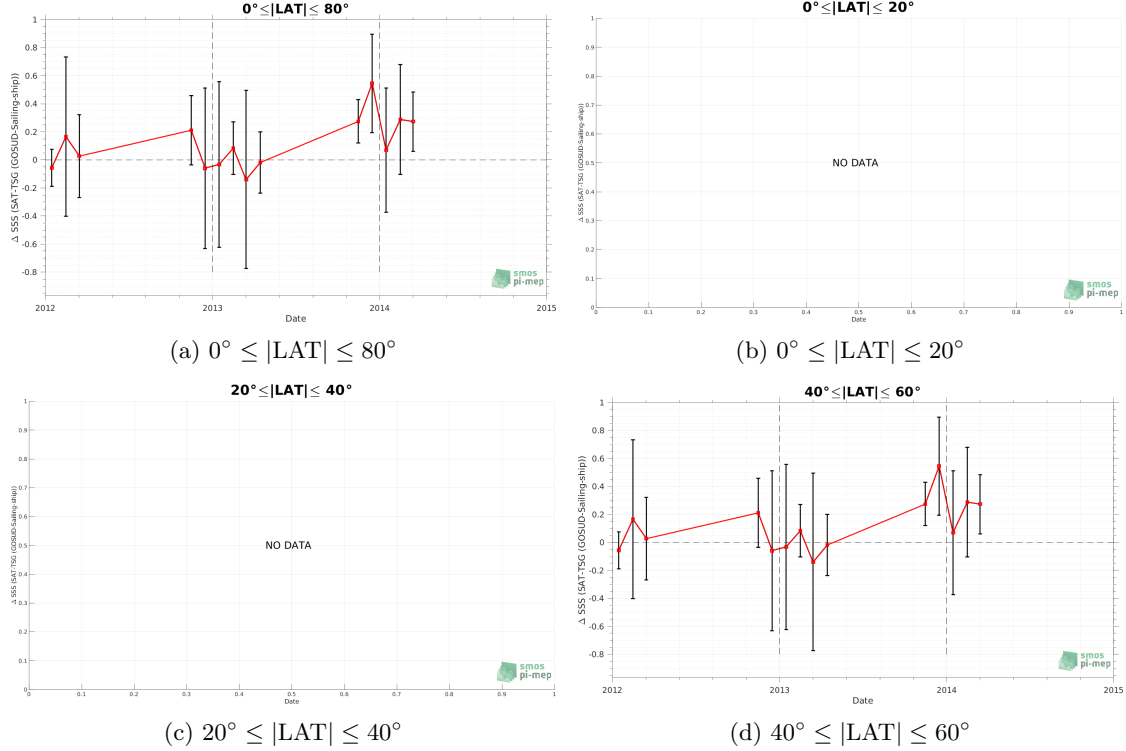 0°≤|LAT|≤ 80°
1
0.8
0.6
0.4
0.2
0
-0.2
-0.4
-0.6
-0.8
Δ SSS (SAT-TSG (GOSUD-Sailing-ship))
2012
2013
2014
2015
Date
smos
pi-mep
(a) 0° ≤ |LAT| ≤ 80°
0°≤|LAT|≤ 20°
1
0.9
0.8
0.7
0.6
0.5
0.4
0.3
0.2
0.1
0
Δ SSS (SAT-TSG (GOSUD-Sailing-ship))
NO DATA
0 0.1 0.2 0.3 0.4 0.5 0.6 0.7 0.8 0.9 1
Date
smos
pi-mep
(b) 0° ≤ |LAT| ≤ 20°
20°≤|LAT|≤ 40°
1
0.9
0.8
0.7
0.6
0.5
0.4
0.3
0.2
0.1
0
Δ SSS (SAT-TSG (GOSUD-Sailing-ship))
NO DATA
0 0.1 0.2 0.3 0.4 0.5 0.6 0.7 0.8 0.9 1
Date
smos
pi-mep
(c) 20° ≤ |LAT| ≤ 40°
40°≤|LAT|≤ 60°
1
0.8
0.6
0.4
0.2
0
-0.2
-0.4
-0.6
-0.8
Δ SSS (SAT-TSG (GOSUD-Sailing-ship))
2012
2013
2014
2015
Date
smos
pi-mep
(d) 40° ≤ |LAT| ≤ 60°